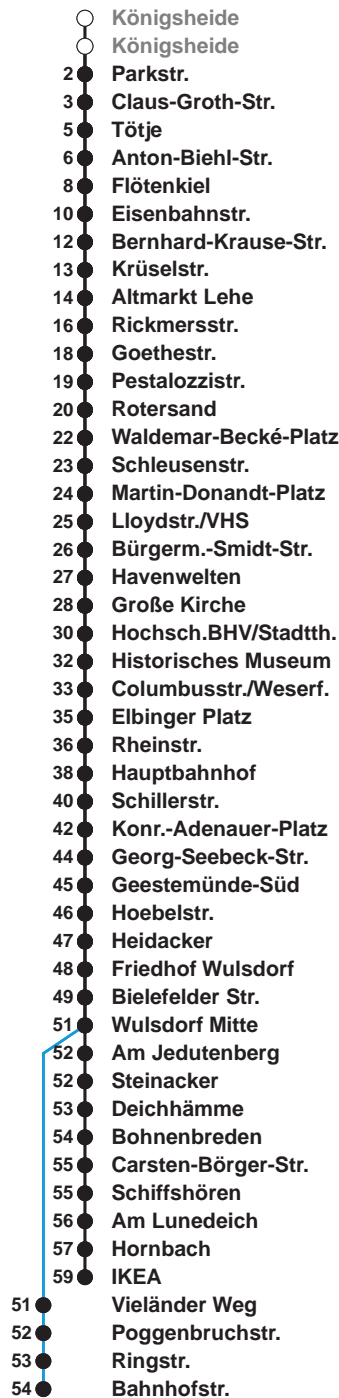 Königsheide
Königsheide
2 Parkstr.
3 Claus-Groth-Str.
5 Tötje
6 Anton-Biehl-Str.
8 Flötenkiel
10 Eisenbahnstr.
12 Bernhard-Krause-Str.
13 Krüselstr.
14 Altmarkt Lehe
16 Rickmersstr.
18 Goethestr.
19 Pestalozzistr.
20 Rotersand
22 Waldemar-Becké-Platz
23 Schleusenstr.
24 Martin-Donandt-Platz
25 Lloydstr./VHS
26 Bürgerm.-Smidt-Str.
27 Havenwelten
28 Große Kirche
30 Hochsch.BHV/Stadtth.
32 Historisches Museum
33 Columbusstr./Weserf.
35 Elbinger Platz
36 Rheinstr.
38 Hauptbahnhof
40 Schillerstr.
42 Konr.-Adenauer-Platz
44 Georg-Seebeck-Str.
45 Geestemünde-Süd
46 Hoebelstr.
47 Heidacker
48 Friedhof Wulsdorf
49 Bielefelder Str.
51 Wulsdorf Mitte
52 Am Jedutenberg
52 Steinacker
53 Deichhämme
54 Bohnenbreden
55 Carsten-Börger-Str.
55 Schiffshören
56 Am Lunedeich
57 Hornbach
59 IKEA
51 Vieländer Weg
52 Poggenbruchstr.
53 Ringstr.
54 Bahnhofstr.